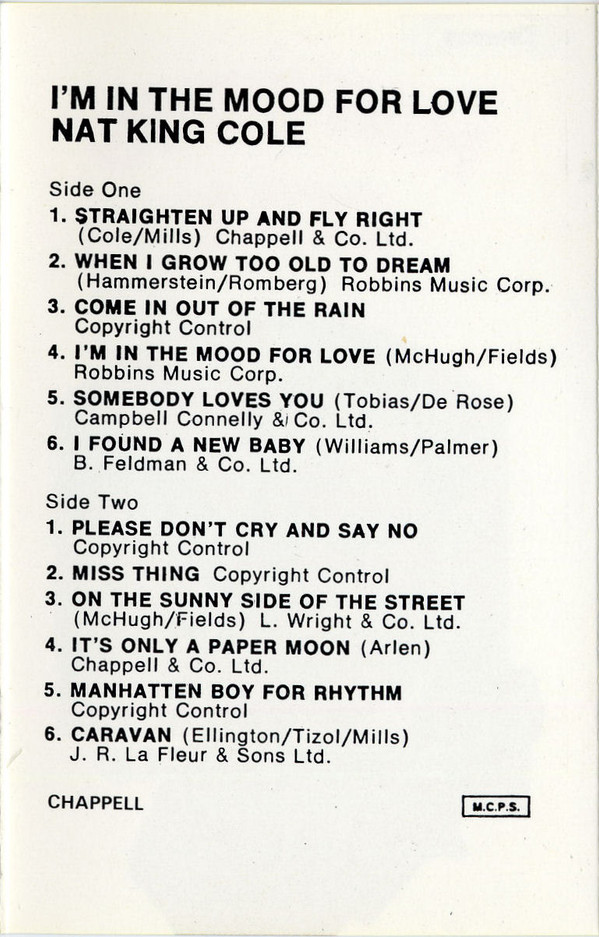 I'M IN THE MOOD FOR LOVE
NAT KING COLE
Side One
1. STRAIGHTEN UP AND FLY RIGHT
(Cole/Mills) Chappell & Co. Ltd.
2. WHEN I GROW TOO OLD TO DREAM
(Hammerstein/Romberg) Robbins Music Corp.
3. COME IN OUT OF THE RAIN
Copyright Control
4. I'M IN THE MOOD FOR LOVE (McHugh/Fields)
Robbins Music Corp.
5. SOMEBODY LOVES YOU (Tobias/De Rose)
Campbell Connelly & Co. Ltd.
6. I FOUND A NEW BABY (Williams/Palmer)
B. Feldman & Co. Ltd.
Side Two
1. PLEASE DON'T CRY AND SAY NO
Copyright Control
2. MISS THING Copyright Control
3. ON THE SUNNY SIDE OF THE STREET
(McHugh/Fields) L. Wright & Co. Ltd.
4. IT'S ONLY A PAPER MOON (Arlen)
Chappell & Co. Ltd.
5. MANHATTEN BOY FOR RHYTHM
Copyright Control
6. CARAVAN (Ellington/Tizol/Mills)
J. R. La Fleur & Sons Ltd.
CHAPPELL M.C.P.S.